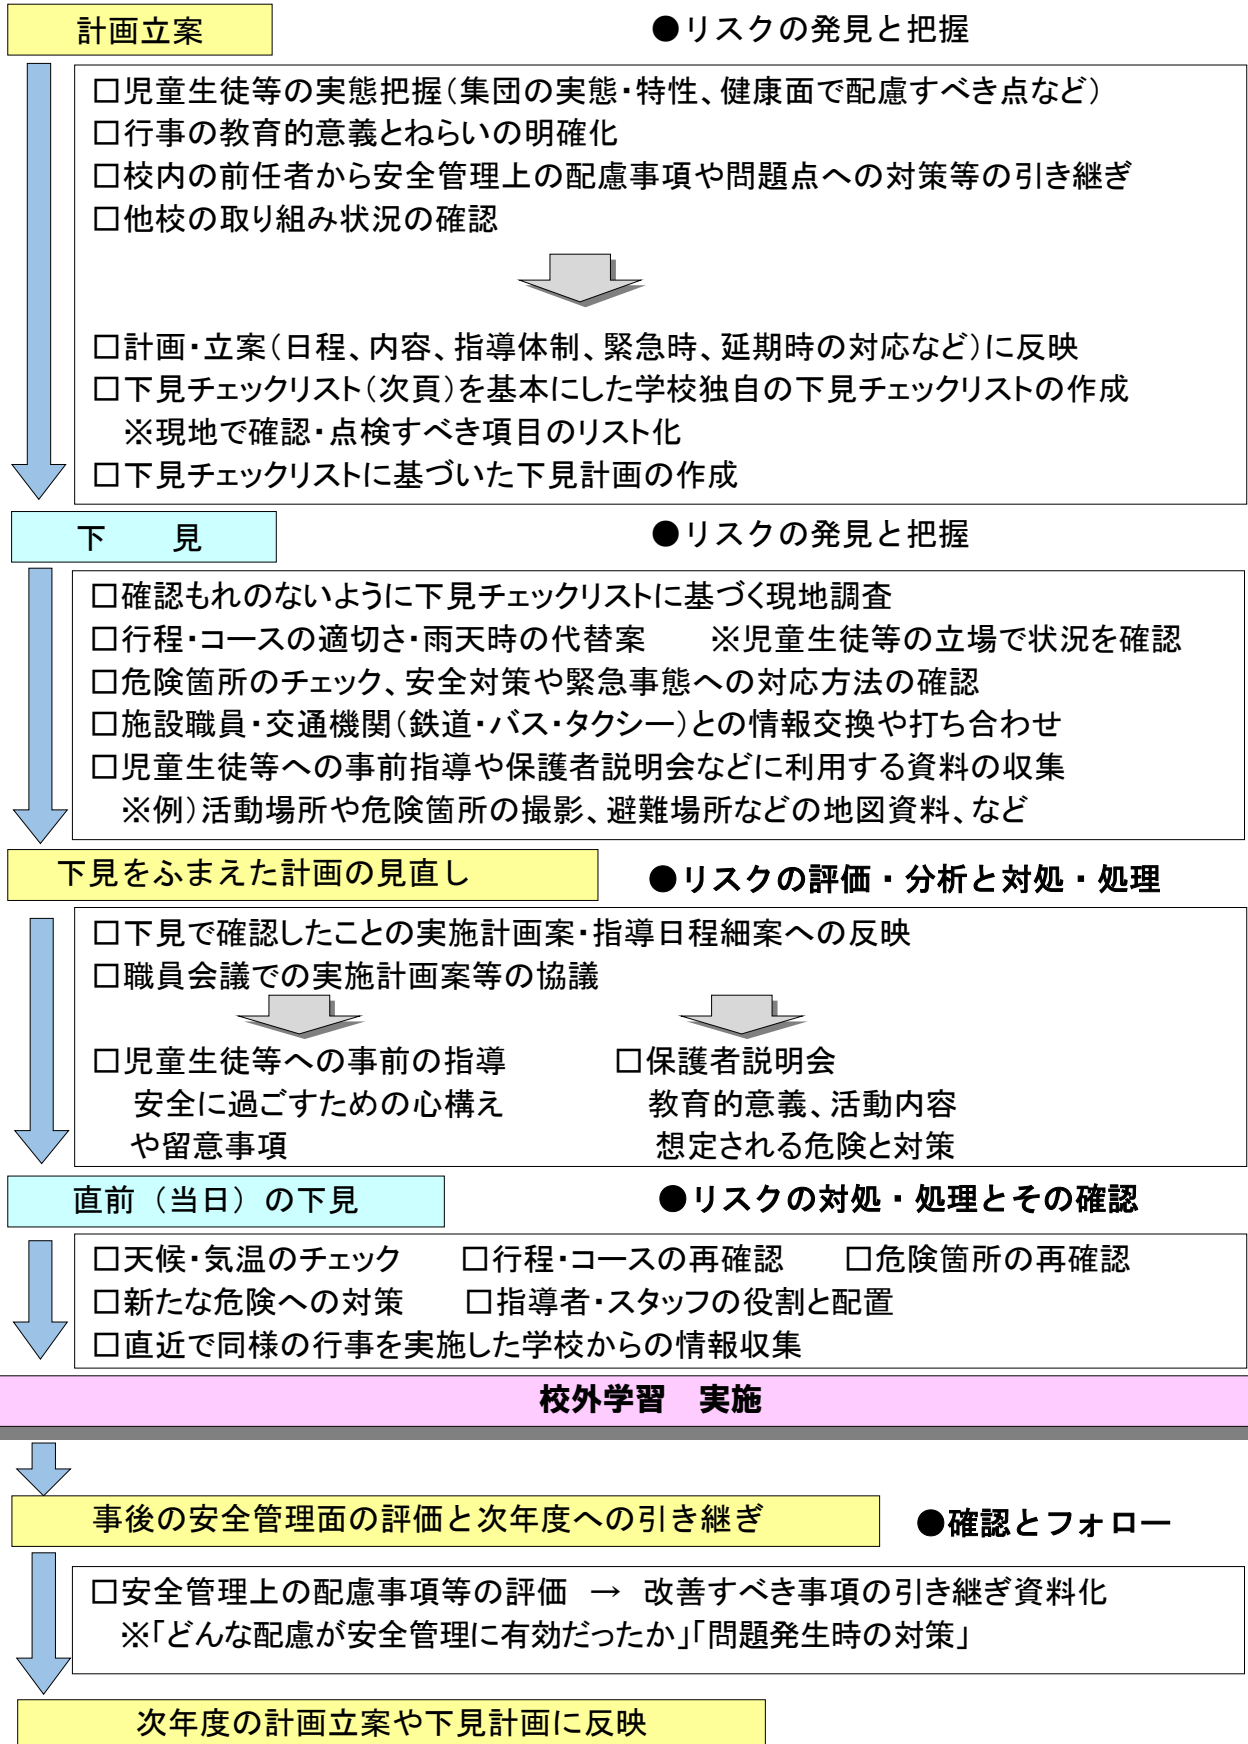 計画立案　●リスクの発見と把握
□児童生徒等の実態把握(集団の実態・特性、健康面で配慮すべき点など)
□行事の教育的意義とねらいの明確化
□校内の前任者から安全管理上の配慮事項や問題点への対策等の引き継ぎ
□他校の取り組み状況の確認
□計画・立案(日程、内容、指導体制、緊急時、延期時の対応など)に反映
□下見チェックリスト(次頁)を基本にした学校独自の下見チェックリストの作成
※現地で確認・点検すべき項目のリスト化
□下見チェックリストに基づいた下見計画の作成
下　見　●リスクの発見と把握
□確認もれのないように下見チェックリストに基づく現地調査
□行程・コースの適切さ・雨天時の代替案　※児童生徒等の立場で状況を確認
□危険箇所のチェック、安全対策や緊急事態への対応方法の確認
□施設職員・交通機関(鉄道・バス・タクシー)との情報交換や打ち合わせ
□児童生徒等への事前指導や保護者説明会などに利用する資料の収集
※例)活動場所や危険箇所の撮影、避難場所などの地図資料、など
下見をふまえた計画の見直し　●リスクの評価・分析と対処・処理
□下見で確認したことの実施計画案・指導日程細案への反映
□職員会議での実施計画案等の協議
□児童生徒等への事前の指導　□保護者説明会
安全に過ごすための心構え　教育的意義、活動内容
や留意事項　想定される危険と対策
直前（当日）の下見　●リスクの対処・処理とその確認
□天候・気温のチェック　□行程・コースの再確認　□危険箇所の再確認
□新たな危険への対策　□指導者・スタッフの役割と配置
□直近で同様の行事を実施した学校からの情報収集
校外学習　実施
事後の安全管理面の評価と次年度への引き継ぎ　●確認とフォロー
□安全管理上の配慮事項等の評価 → 改善すべき事項の引き継ぎ資料化
※「どんな配慮が安全管理に有効だったか」「問題発生時の対策」
次年度の計画立案や下見計画に反映